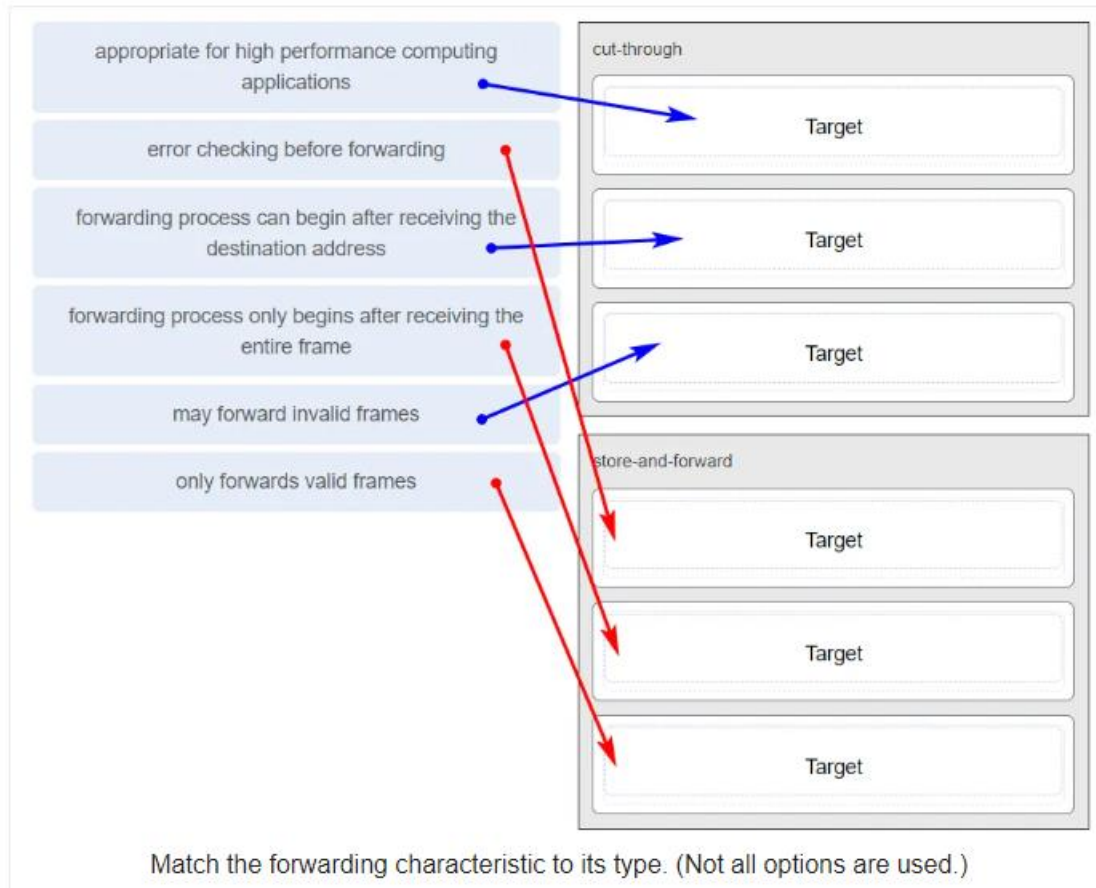 appropriate for high performance computing
applications
error checking before forwarding
forwarding process can begin after receiving the
destination address
forwarding process only begins after receiving the
entire frame
may forward invalid frames
only forwards valid frames
cut-through
Target
Target
Target
store-and-forward
Target
Target
Target
Match the forwarding characteristic to its type. (Not all options are used.)